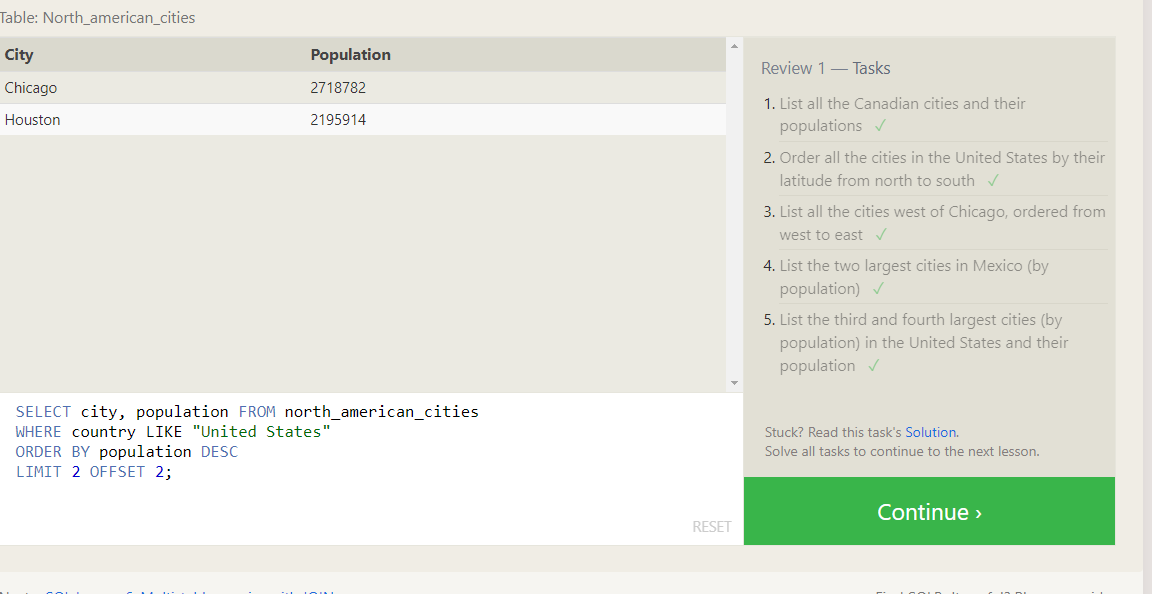 Table: North_american_cities
City Population
Chicago 2718782
Houston 2195914
Review 1 — Tasks
1. List all the Canadian cities and their
populations ✓
2. Order all the cities in the United States by their
latitude from north to south ✓
3. List all the cities west of Chicago, ordered from
west to east ✓
4. List the two largest cities in Mexico (by
population) ✓
5. List the third and fourth largest cities (by
population) in the United States and their
population ✓
Stuck? Read this task's Solution.
Solve all tasks to continue to the next lesson.
SELECT city, population FROM north_american_cities
WHERE country LIKE "United States"
ORDER BY population DESC
LIMIT 2 OFFSET 2;
RESET
Continue ›